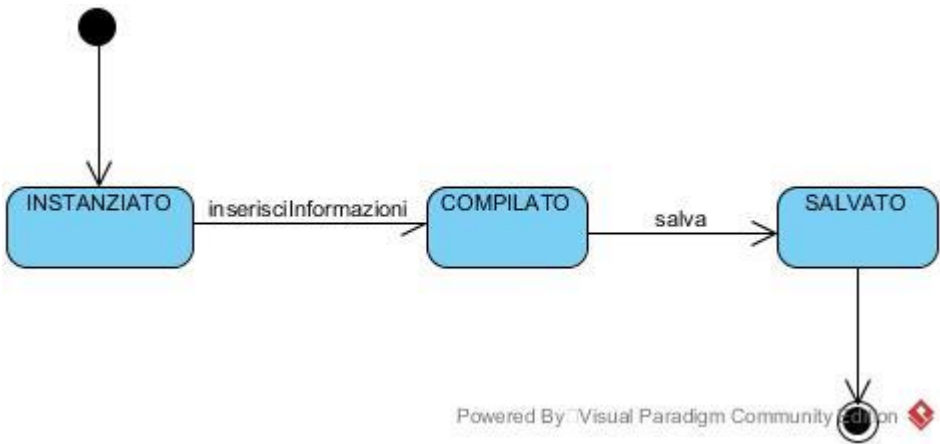 INSTANZIATO
inserisciInformazioni
COMPILATO
salva
SALVATO
Powered By Visual Paradigm Community Edition